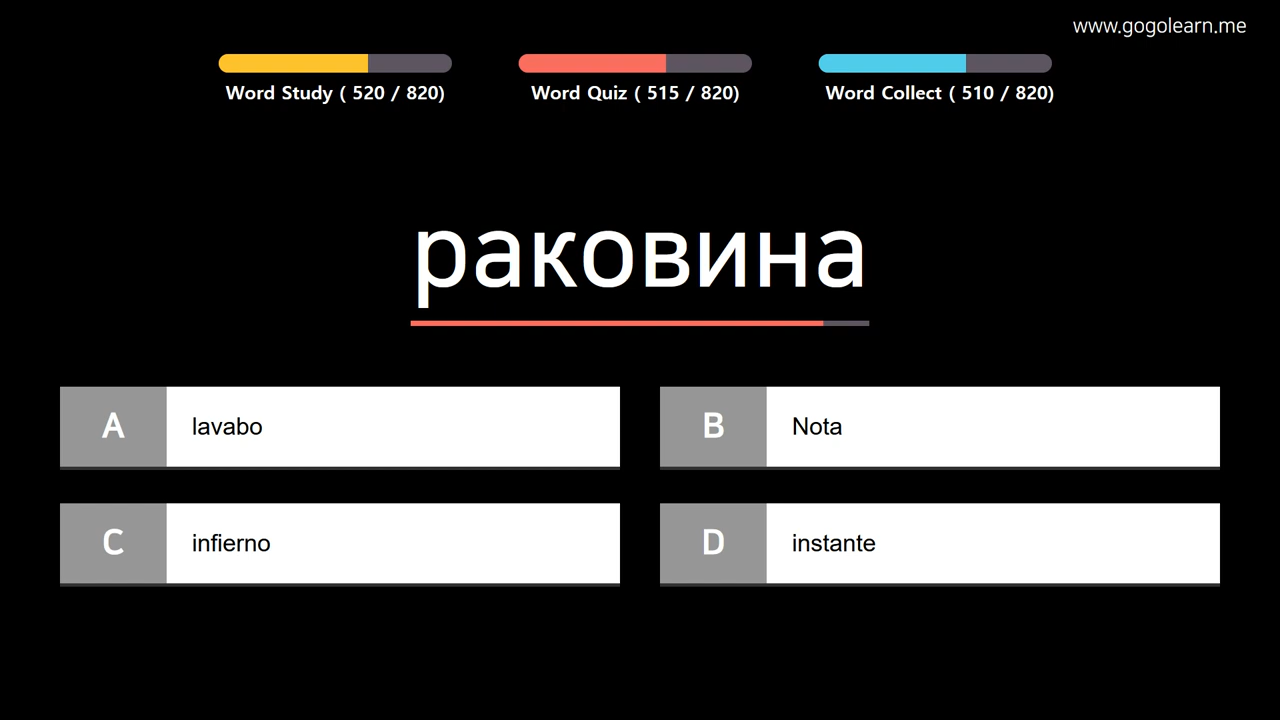 www.gogolearn.me
Word Study ( 520 / 820)
Word Quiz ( 515 / 820)
Word Collect ( 510 / 820)
раковина
A
lavabo
B
Nota
C
infierno
D
instante